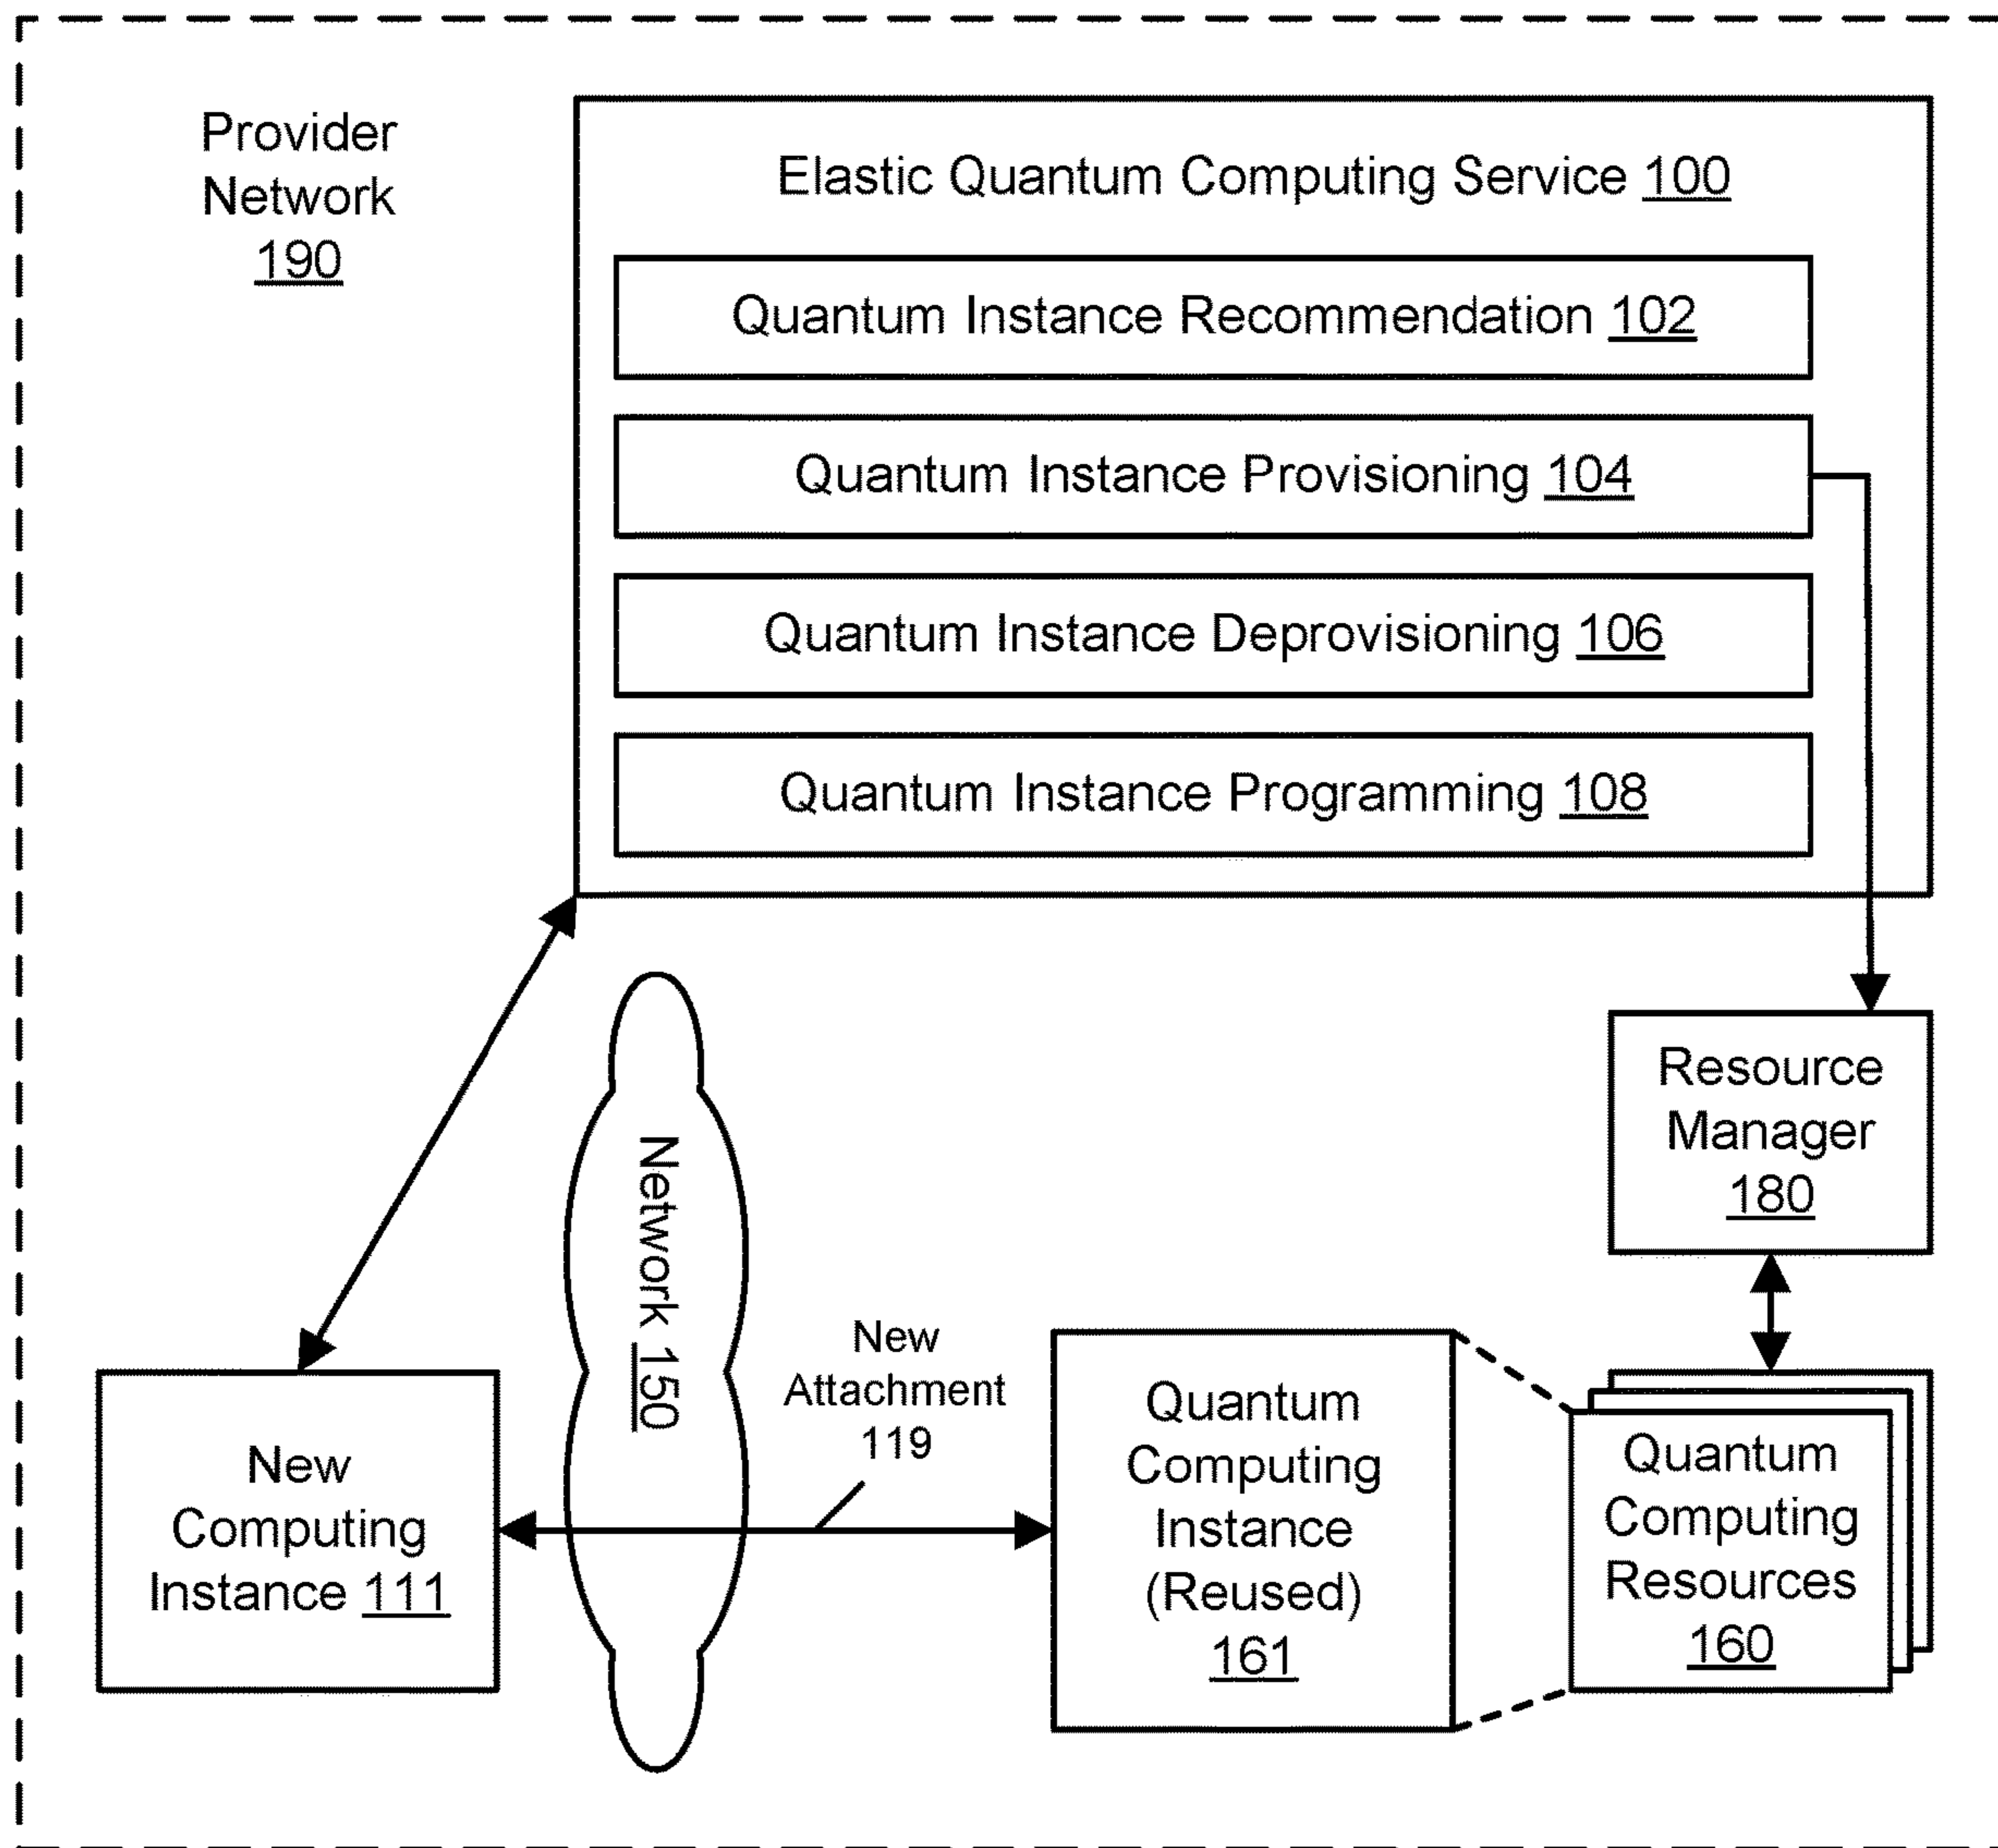 Provider
Network
190
Elastic Quantum Computing Service 100
Quantum Instance Recommendation 102
Quantum Instance Provisioning 104
Quantum Instance Deprovisioning 106
Quantum Instance Programming 108
Resource
Manager
180
Network 150
New
Attachment
119
New
Computing
Instance 111
Quantum
Computing
Instance
(Reused)
161
Quantum
Computing
Resources
160